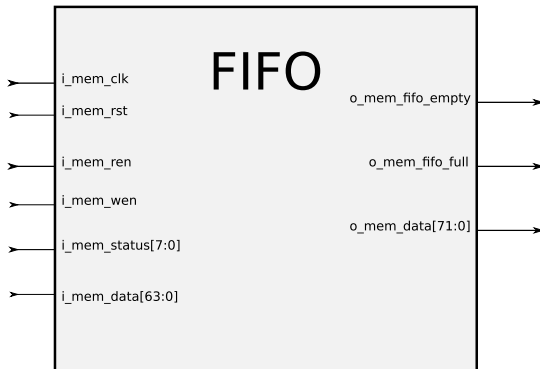 FIFO
i_mem_clk
i_mem_rst
i_mem_ren
i_mem_wen
i_mem_status[7:0]
i_mem_data[63:0]
o_mem_fifo_empty
o_mem_fifo_full
o_mem_data[71:0]